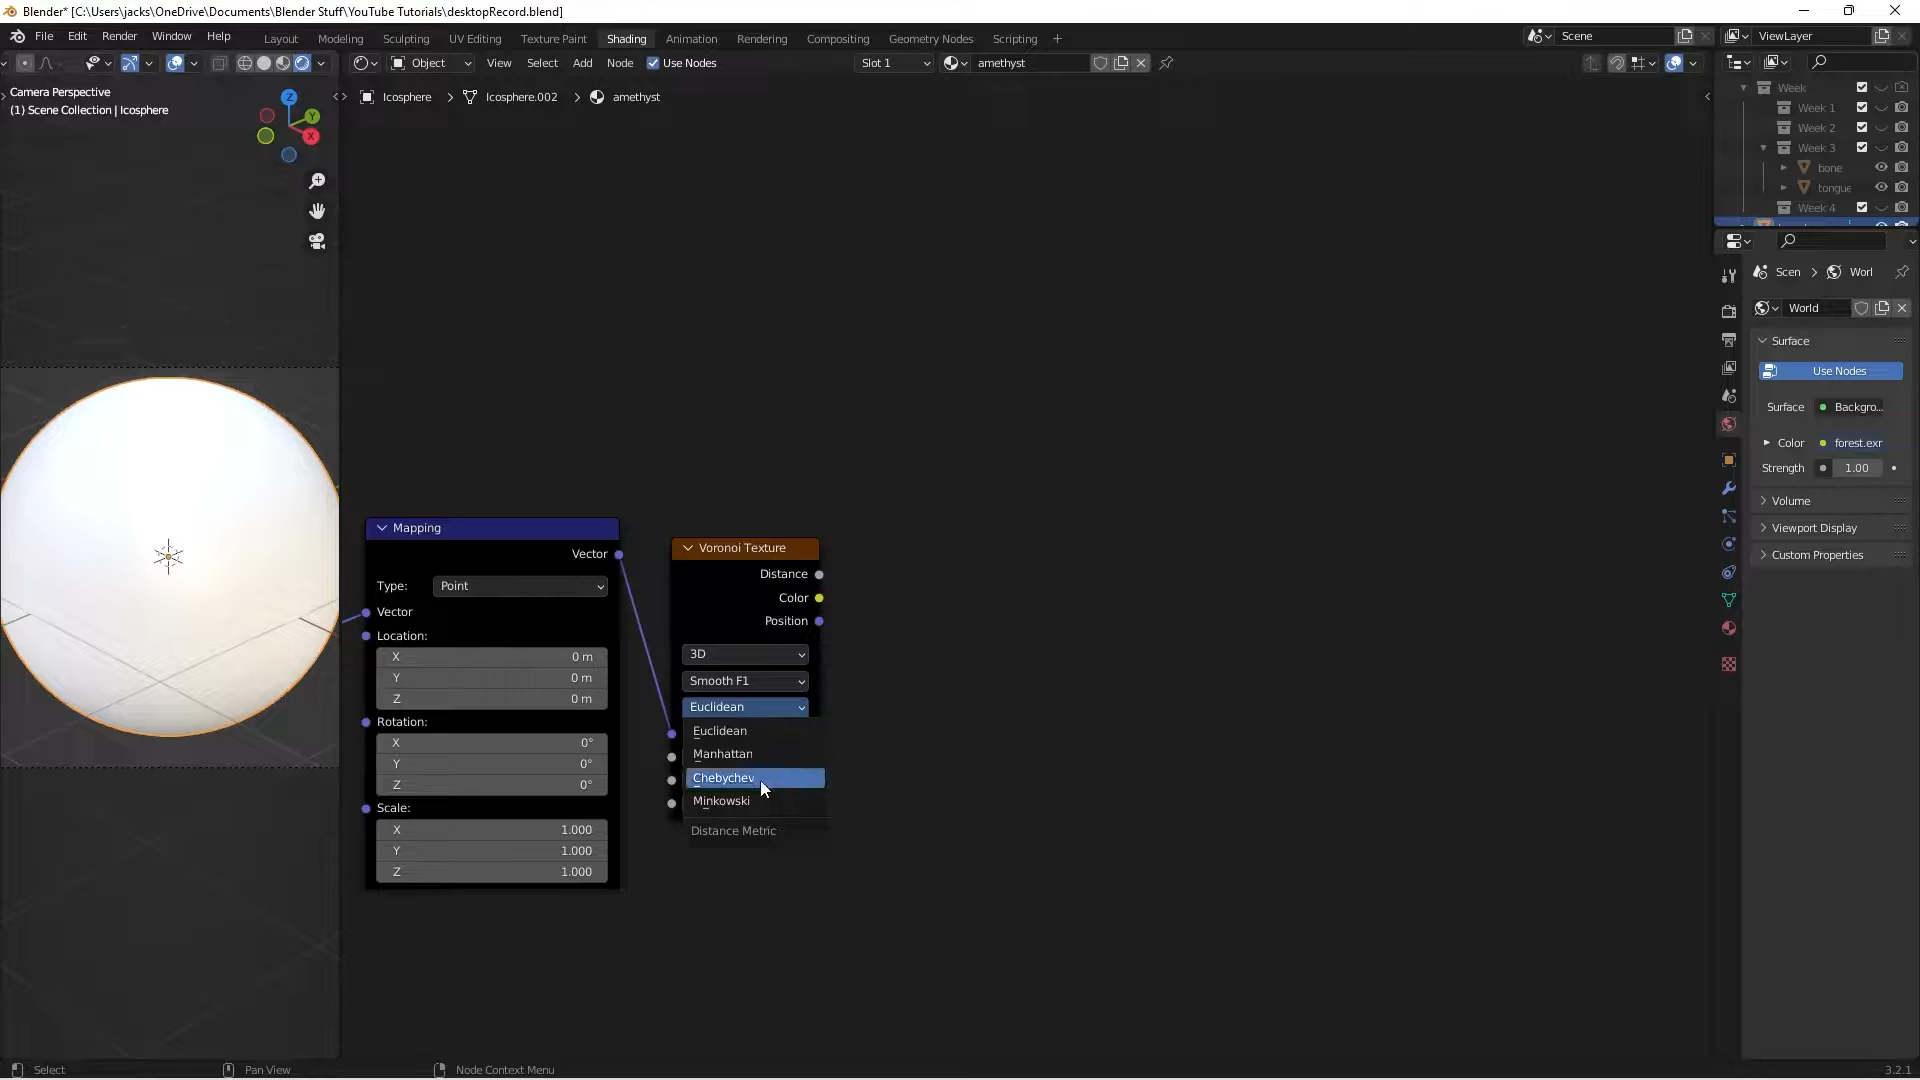 Blender* [C:\Users\jacks\OneDrive\Documents\Blender Stuff\YouTube Tutorials\desktopRecord.blend]
File Edit Render Window Help Layout Modeling Sculpting UV Editing Texture Paint Shading Animation Rendering Compositing Geometry Nodes Scripting + Scene ViewLayer
Object View Select Add Node Use Nodes Slot 1 amethyst
Camera Perspective
(1) Scene Collection | Icosphere
Icosphere > Icosphere.002 > amethyst
Z
Y
X
Week
Week 1
Week 2
Week 3
bone
tongue
Week 4
Scen > Worl
World
Surface
Use Nodes
Surface Backgro...
Color forest.exr
Strength 1.00
Volume
Viewport Display
Custom Properties
Mapping
Vector
Type: Point
Vector
Location:
X 0 m
Y 0 m
Z 0 m
Rotation:
X 0°
Y 0°
Z 0°
Scale:
X 1.000
Y 1.000
Z 1.000
Voronoi Texture
Distance
Color
Position
3D
Smooth F1
Euclidean
Euclidean
Manhattan
Chebychev
Minkowski
Distance Metric
Select Pan View Node Context Menu 3.2.1